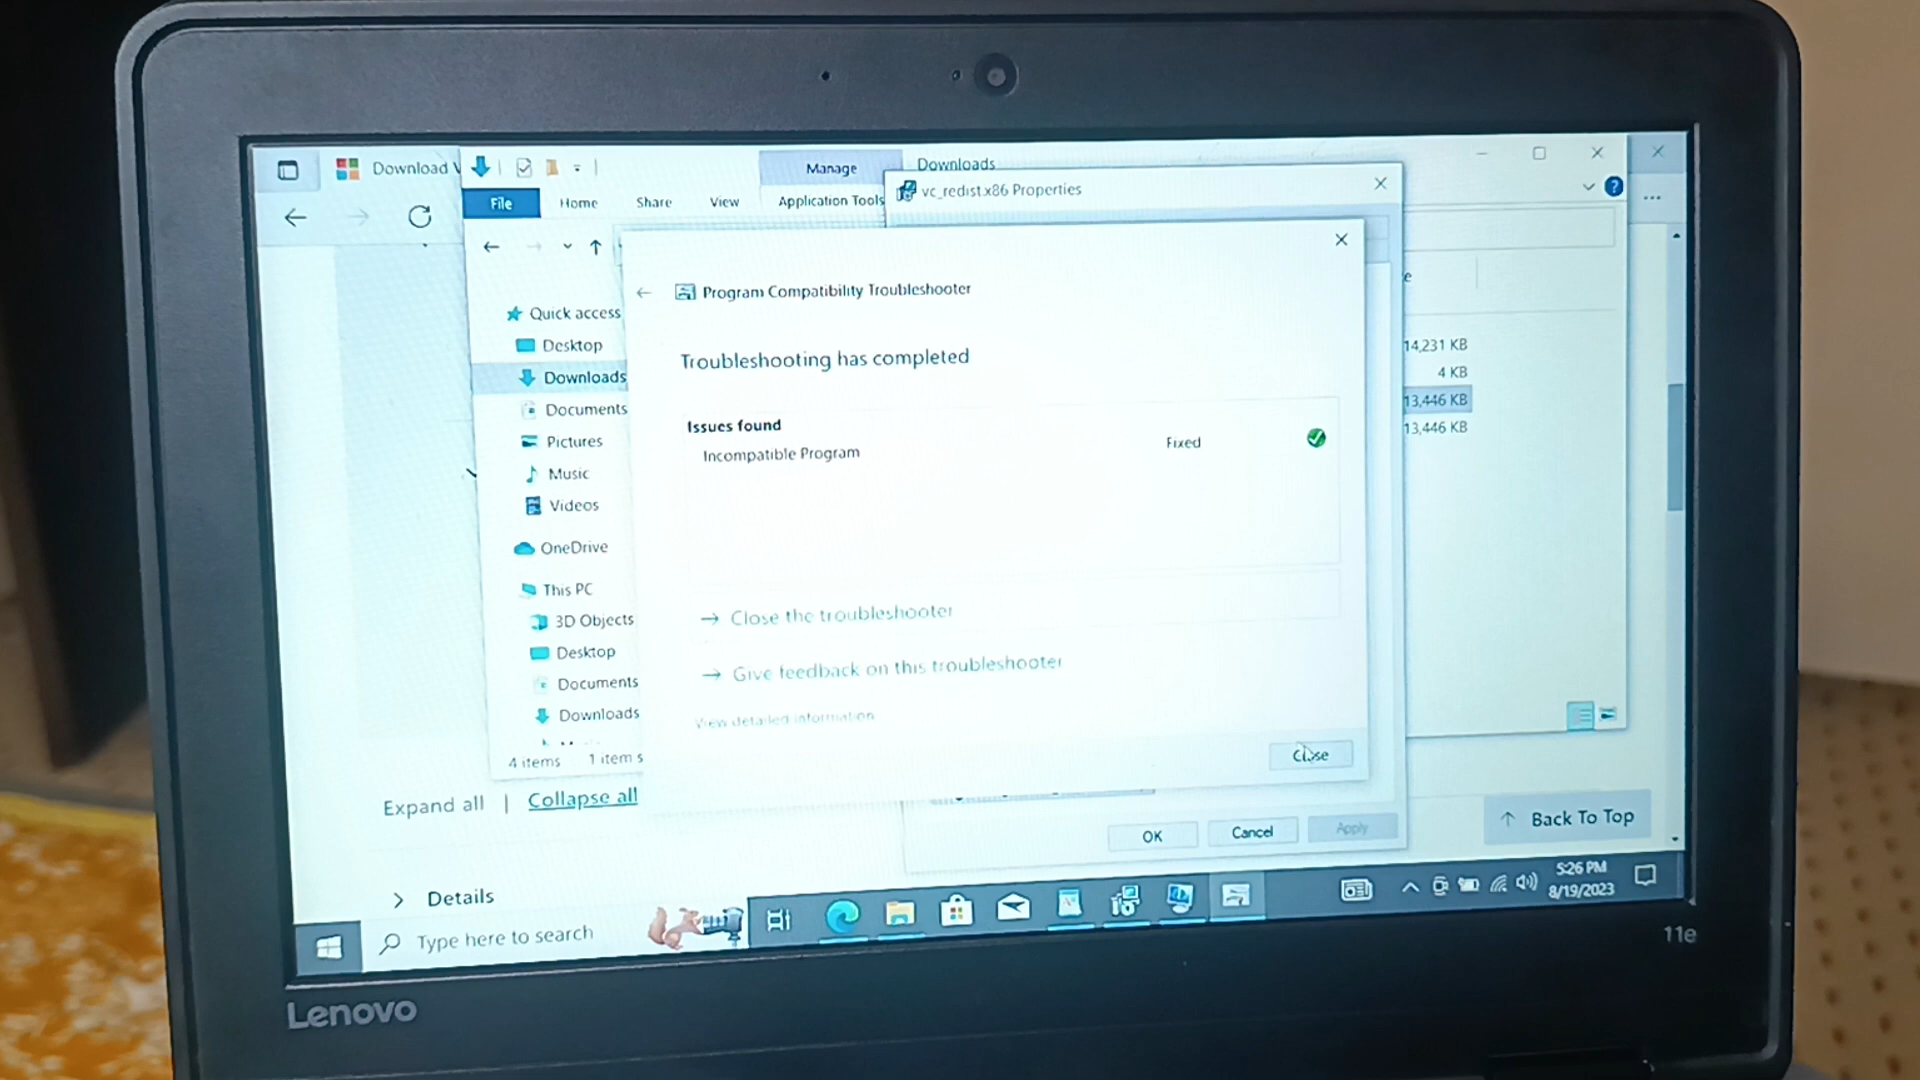 Download
Manage
Downloads
File
Home
Share
View
Application Tools
vc_redist.x86 Properties
Program Compatibility Troubleshooter
Quick access
Desktop
Downloads
Documents
Pictures
Music
Videos
OneDrive
This PC
3D Objects
Desktop
Documents
Downloads
4 items 1 item s
Troubleshooting has completed
Issues found
Incompatible Program
Fixed
→ Close the troubleshooter
→ Give feedback on this troubleshooter
View detailed information
Close
14,231 KB
4 KB
13,446 KB
13,446 KB
OK
Cancel
Apply
Expand all | Collapse all
Back To Top
Details
Type here to search
5:26 PM
8/19/2023
11e
Lenovo